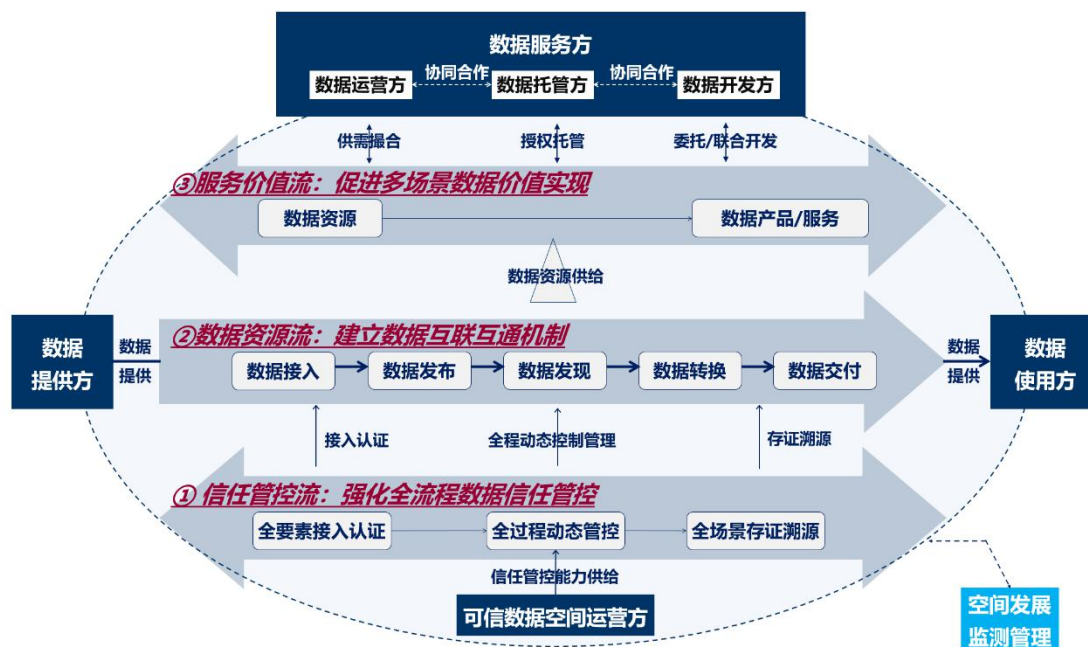 数据服务方
数据运营方
协同合作
数据托管方
协同合作
数据开发方
供需撮合
授权托管
委托/联合开发
③服务价值流：促进多场景数据价值实现
数据资源
数据产品/服务
数据资源供给
②数据资源流：建立数据互联互通机制
数据
提供方
数据
提供
数据接入
数据发布
数据发现
数据转换
数据交付
数据
提供
数据
使用方
接入认证
全程动态控制管理
存证溯源
① 信任管控流：强化全流程数据信任管控
全要素接入认证
全过程动态管控
全场景存证溯源
信任管控能力供给
可信数据空间运营方
空间发展
监测管理